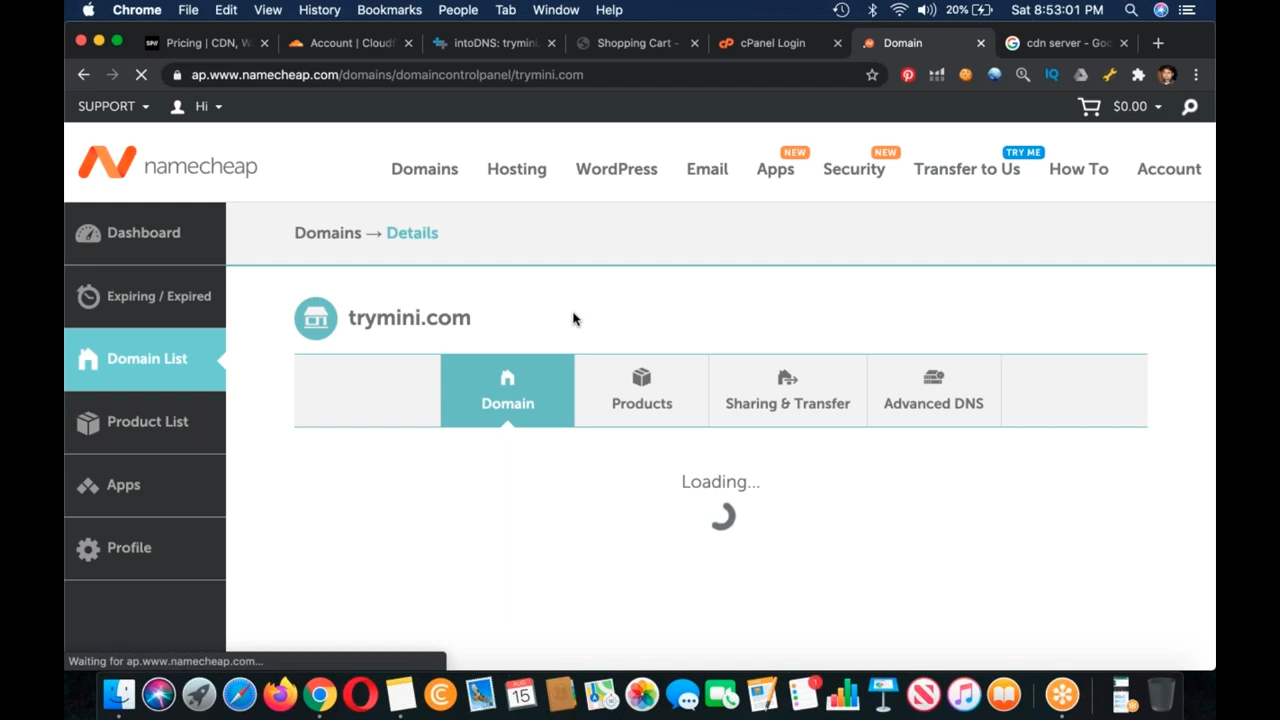 Chrome File Edit View History Bookmarks People Tab Window Help 20% Sat 8:53:01 PM
Pricing | CDN, W Account | Cloudf intoDNS: trymini. Shopping Cart - cPanel Login Domain cdn server - Goo
ap.www.namecheap.com/domains/domaincontrolpanel/trymini.com
IQ
SUPPORT Hi $0.00
NEW NEW TRY ME
namecheap Domains Hosting WordPress Email Apps Security Transfer to Us How To Account
Dashboard
Domains → Details
Expiring / Expired
trymini.com
Domain List
Domain Products Sharing & Transfer Advanced DNS
Product List
Loading...
Apps
Profile
Waiting for ap.www.namecheap.com...
15
1